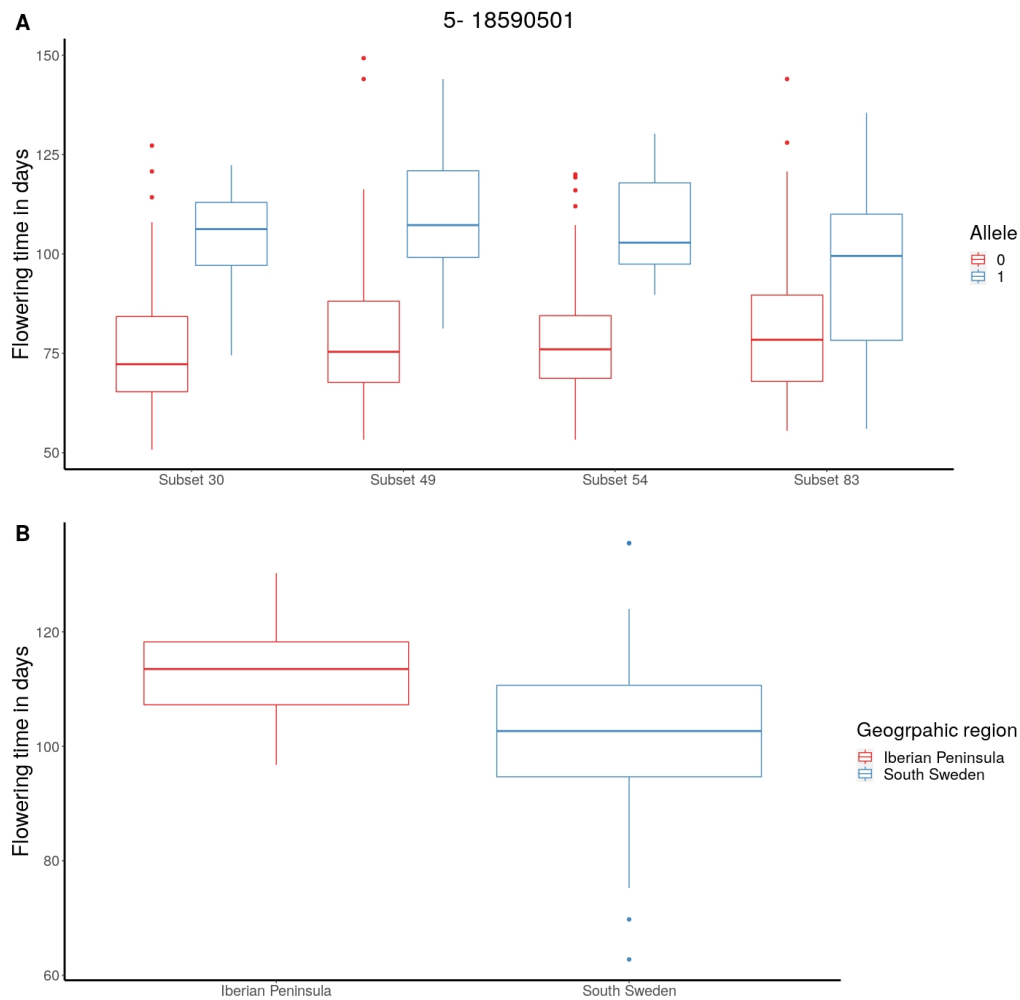 A
5- 18590501
150
125
100
75
50
Flowering time in days
Subset 30
Subset 49
Subset 54
Subset 83
Allele
0
1
B
120
100
80
60
Flowering time in days
Iberian Peninsula
South Sweden
Geogrpahic region
Iberian Peninsula
South Sweden